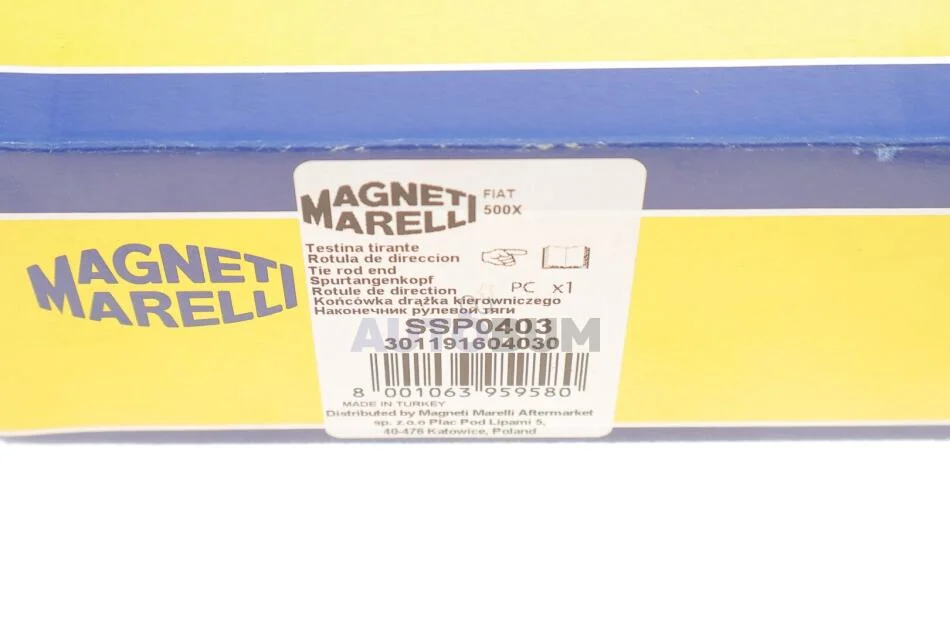 MAGNETI
MARELLI
MAGNETI
MARELLI
FIAT
500X
Testina tirante
Rotula de direccion
Tie rod end
Spurtangenkopf
Rotule de direction
Końcówka drążka kierowniczego
Наконечник рулевой тяги
PC x1
SSP0403
301191604030
8 001063 959580
MADE IN TURKEY
Distributed by Magneti Marelli Aftermarket
sp. z.o.o Plac Pod Lipami 5,
40-476 Katowice, Poland